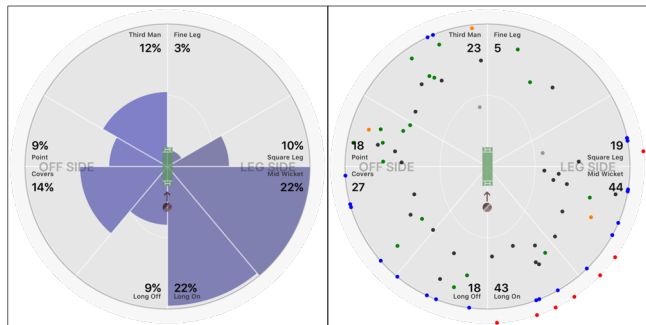 Third Man
12%
Fine Leg
3%
9%
Point
OFF SIDE
Covers
14%
10%
Square Leg
LEG SIDE
Mid Wicket
22%
9%
Long Off
22%
Long On
Third Man
23
Fine Leg
5
18
Point
OFF SIDE
Covers
27
19
Square Leg
LEG SIDE
Mid Wicket
44
18
Long Off
43
Long On